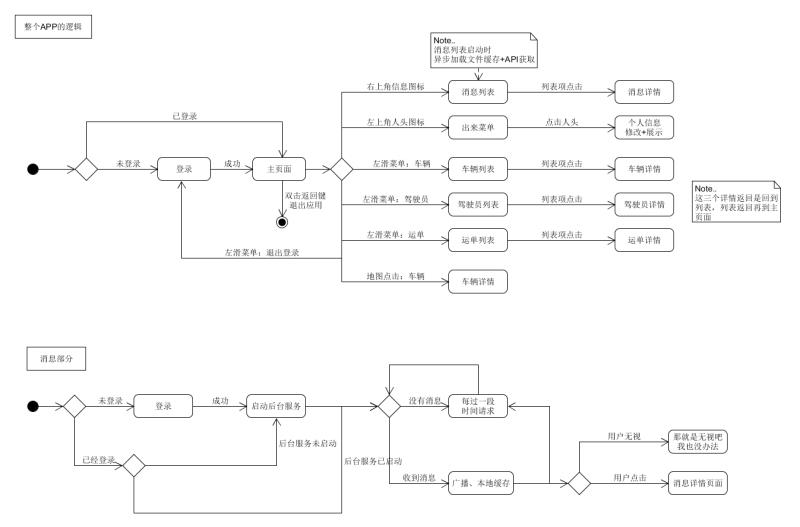 整个APP的逻辑
Note..
消息列表启动时
异步加载文件缓存+API获取
右上角信息图标
消息列表
列表项点击
消息详情
已登录
左上角人头图标
出来菜单
点击人头
个人信息
修改+展示
未登录
登录
成功
主页面
左滑菜单：车辆
车辆列表
列表项点击
车辆详情
双击返回键
退出应用
左滑菜单：驾驶员
驾驶员列表
列表项点击
驾驶员详情
Note..
这三个详情返回是回到
列表，列表返回再到主
页面
左滑菜单：运单
运单列表
列表项点击
运单详情
左滑菜单：退出登录
地图点击：车辆
车辆详情
消息部分
未登录
登录
成功
启动后台服务
没有消息
每过一段
时间请求
已经登录
后台服务未启动
后台服务已启动
用户无视
那就是无视吧
我也没办法
收到消息
广播、本地缓存
用户点击
消息详情页面